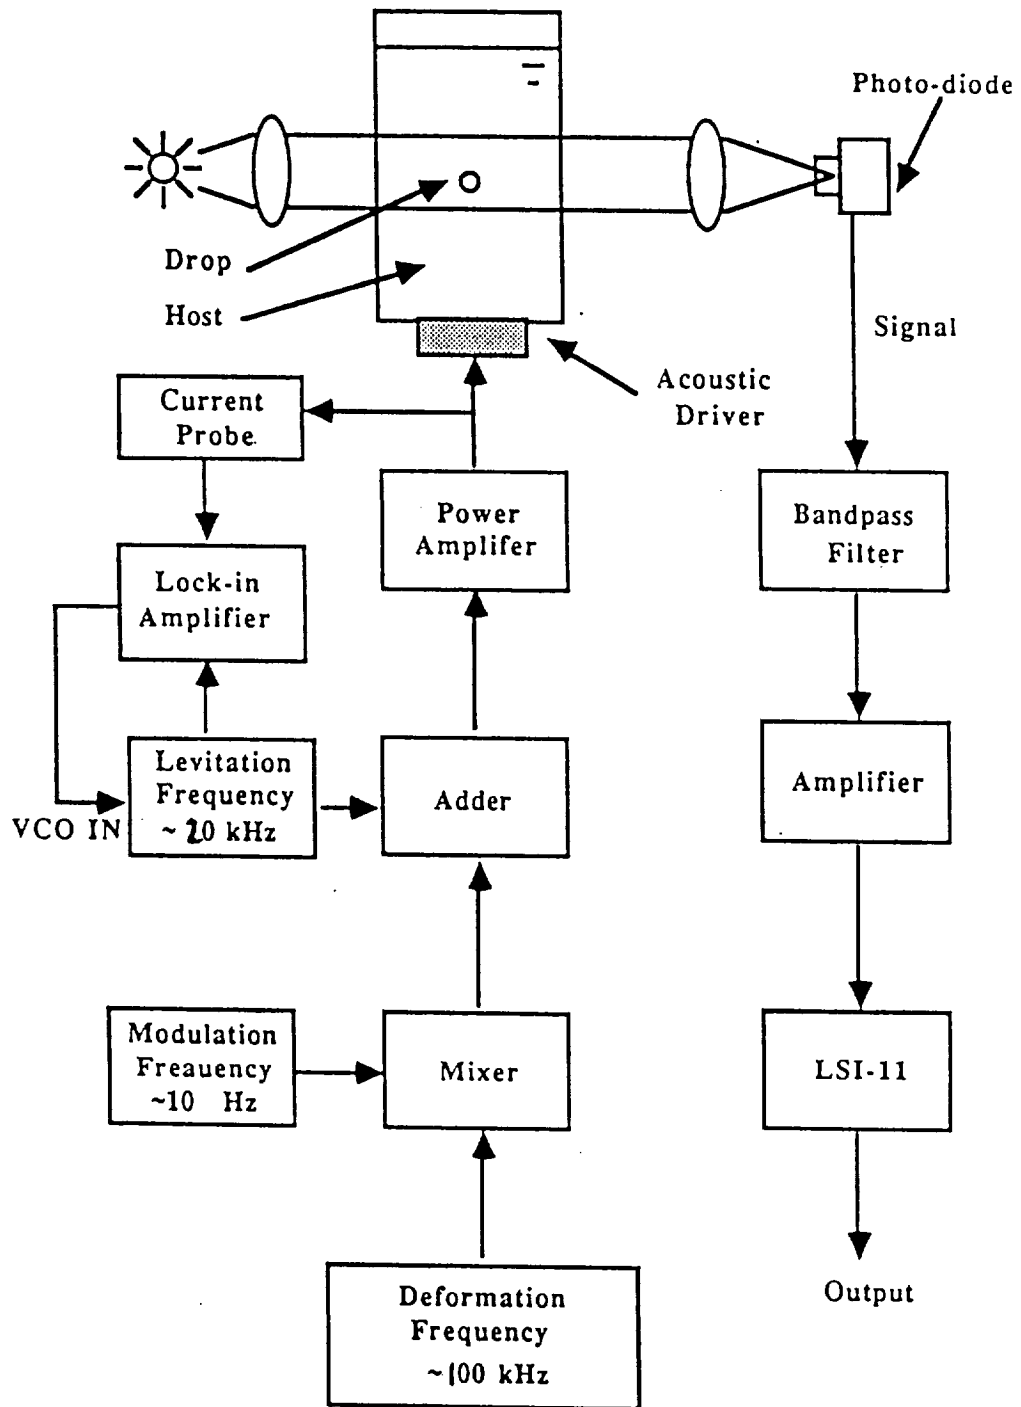 Photo-diode
Drop
Host
Signal
Acoustic
Driver
Current
Probe
Power
Amplifer
Bandpass
Filter
Lock-in
Amplifier
Levitation
Frequency
~ 20 kHz
VCO IN
Adder
Amplifier
Modulation
Freauency
~10 Hz
Mixer
LSI-11
Deformation
Frequency
~100 kHz
Output